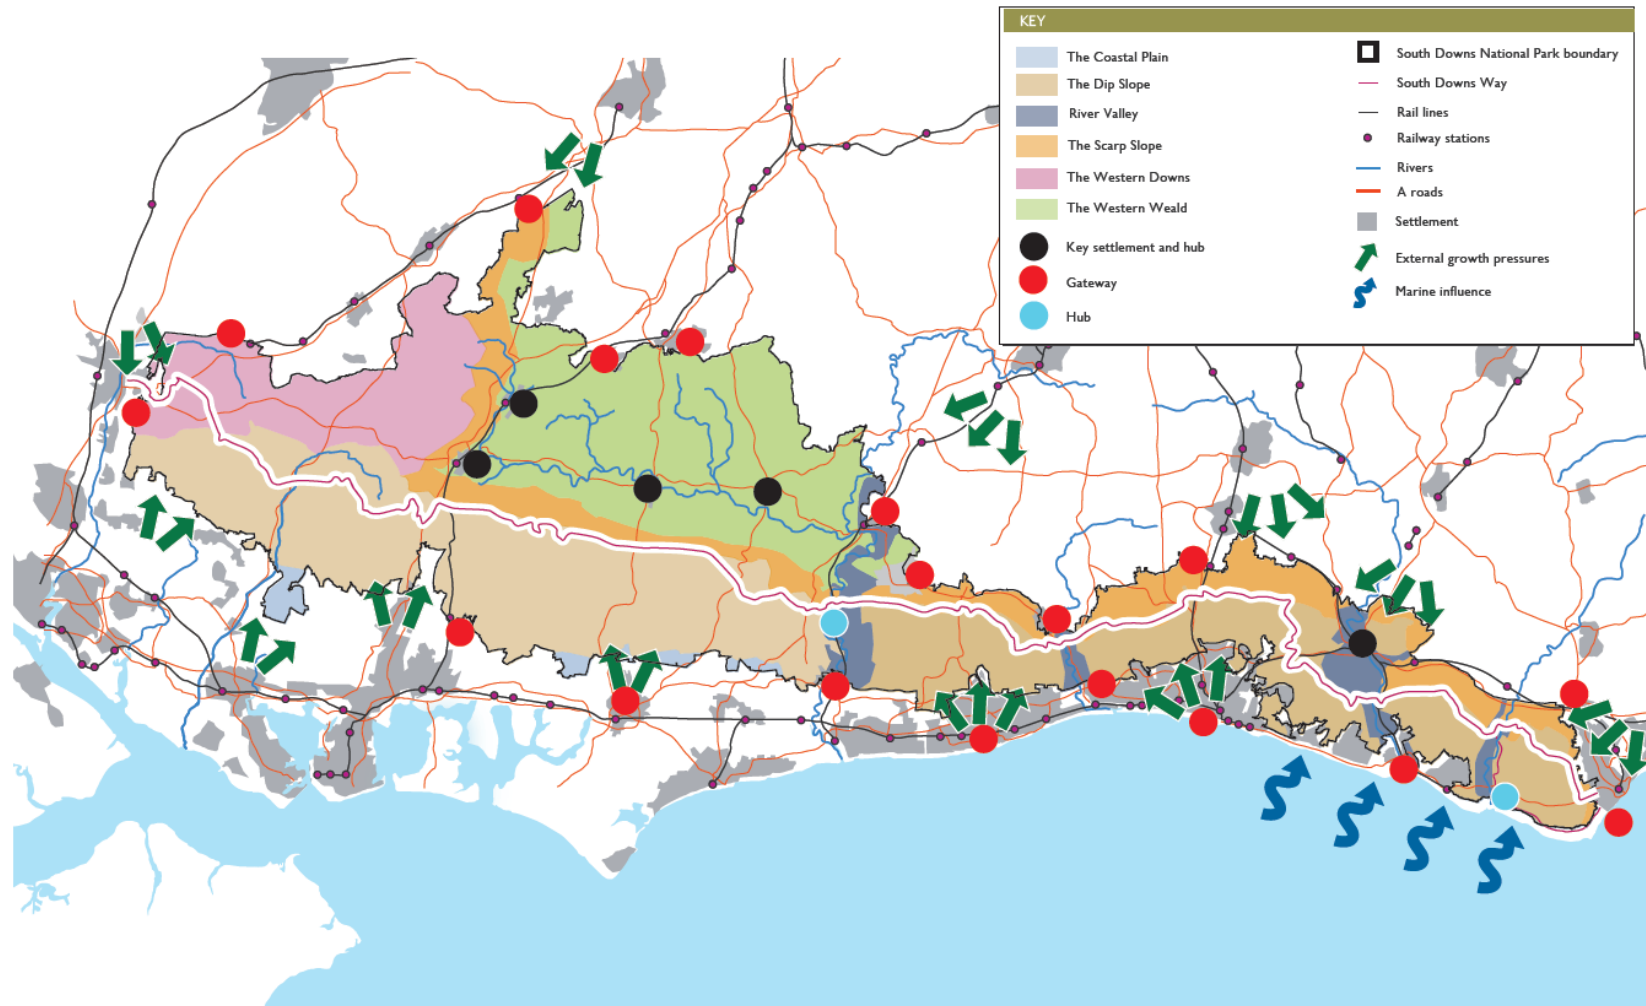 KEY
The Coastal Plain
The Dip Slope
River Valley
The Scarp Slope
The Western Downs
The Western Weald
Key settlement and hub
Gateway
Hub
South Downs National Park boundary
South Downs Way
Rail lines
Railway stations
Rivers
A roads
Settlement
External growth pressures
Marine influence